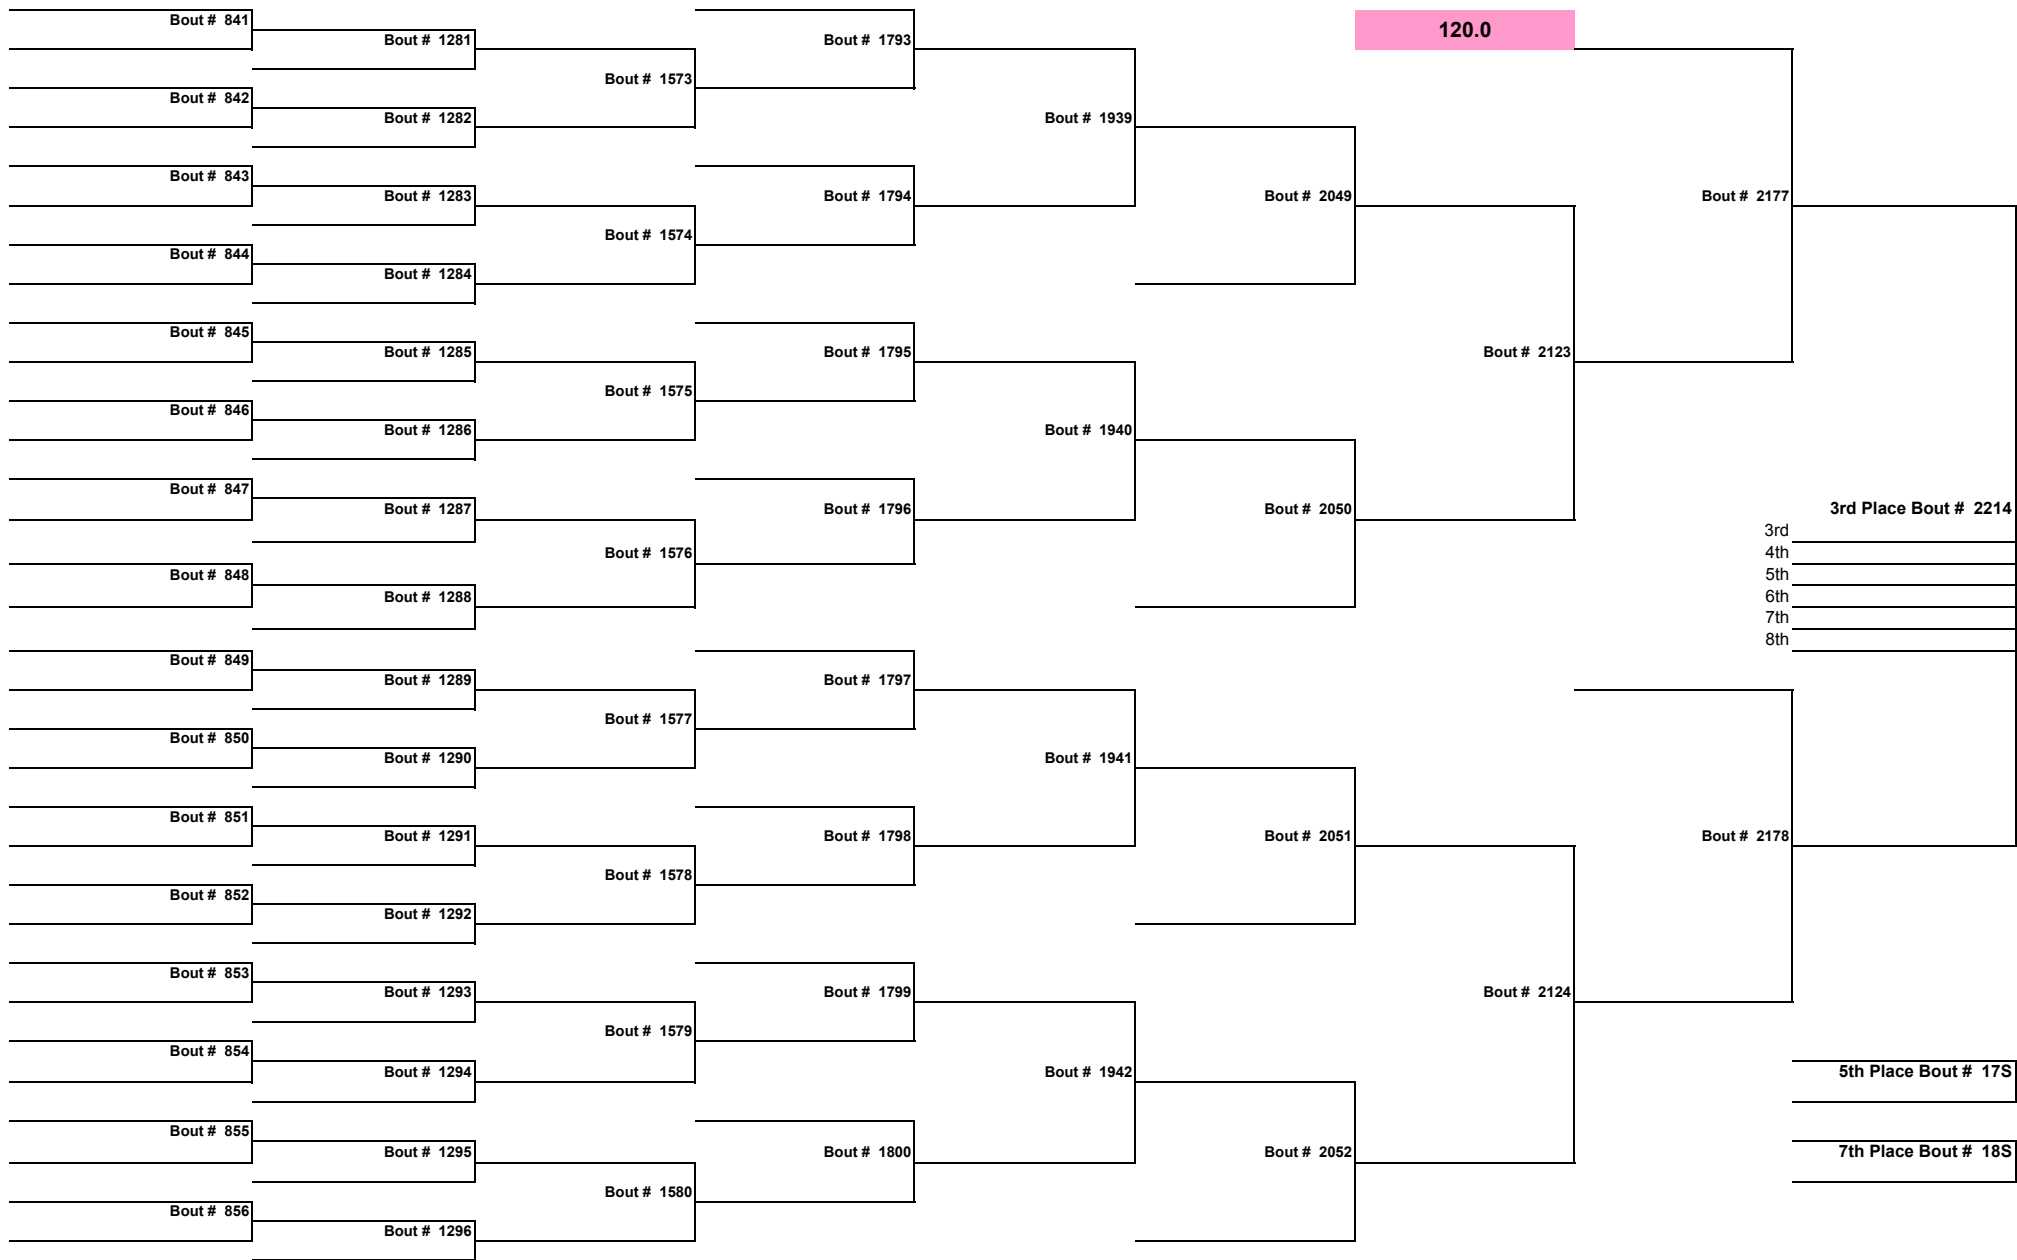 Bout # 841
Bout # 1281
Bout # 1793
120.0
Bout # 1573
Bout # 842
Bout # 1282
Bout # 1939
Bout # 843
Bout # 1283
Bout # 1794
Bout # 2049
Bout # 2177
Bout # 1574
Bout # 844
Bout # 1284
Bout # 845
Bout # 1285
Bout # 1795
Bout # 2123
Bout # 1575
Bout # 846
Bout # 1286
Bout # 1940
Bout # 847
Bout # 1287
Bout # 1796
Bout # 2050
3rd Place Bout # 2214
3rd
4th
Bout # 1576
5th
Bout # 848
6th
Bout # 1288
7th
8th
Bout # 849
Bout # 1289
Bout # 1797
Bout # 1577
Bout # 850
Bout # 1290
Bout # 1941
Bout # 851
Bout # 1291
Bout # 1798
Bout # 2051
Bout # 2178
Bout # 1578
Bout # 852
Bout # 1292
Bout # 853
Bout # 1293
Bout # 1799
Bout # 2124
Bout # 1579
Bout # 854
Bout # 1294
Bout # 1942
5th Place Bout # 17S
Bout # 855
Bout # 1295
Bout # 1800
Bout # 2052
7th Place Bout # 18S
Bout # 1580
Bout # 856
Bout # 1296